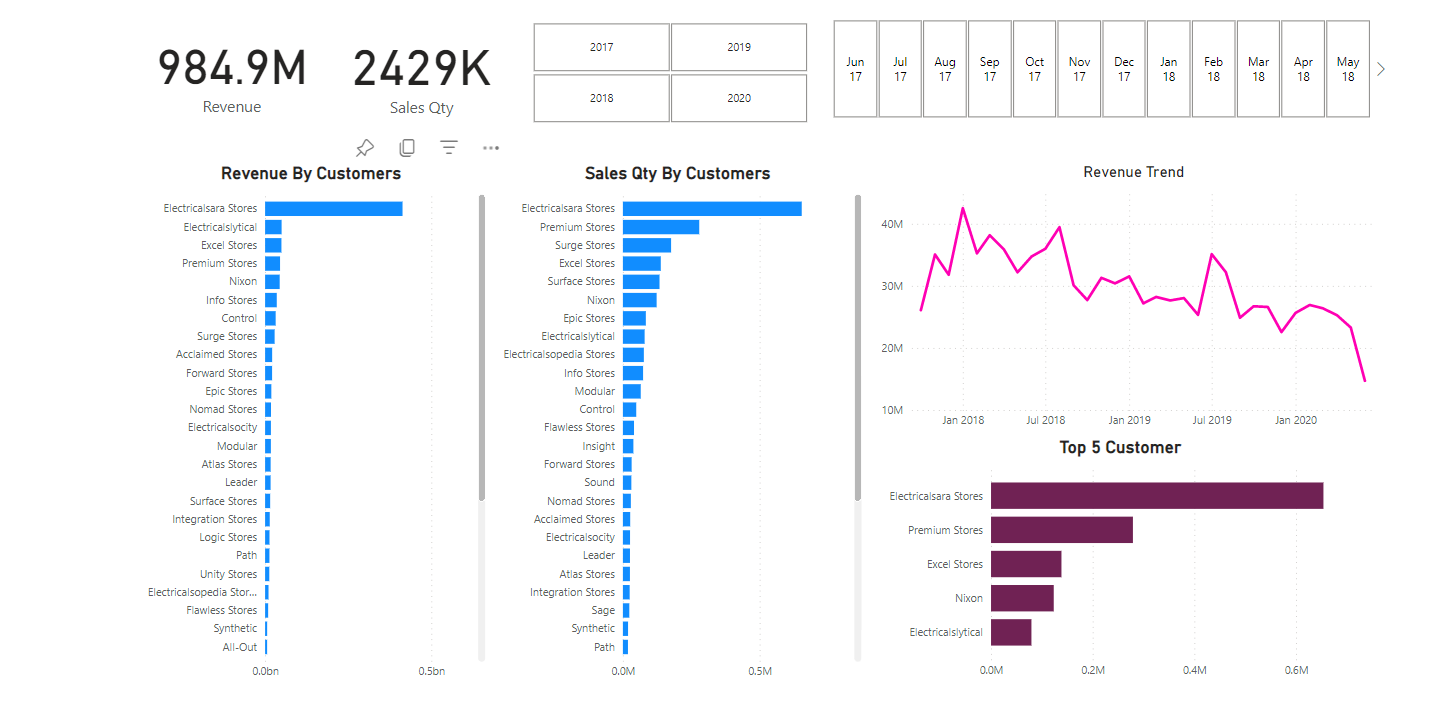 984.9M
Revenue
2429K
Sales Qty
2017
2019
2018
2020
Jun
17
Jul
17
Aug
17
Sep
17
Oct
17
Nov
17
Dec
17
Jan
18
Feb
18
Mar
18
Apr
18
May
18
Revenue By Customers
Electricalsara Stores
Electricalslytical
Excel Stores
Premium Stores
Nixon
Info Stores
Control
Surge Stores
Acclaimed Stores
Forward Stores
Epic Stores
Nomad Stores
Electricalsocity
Modular
Atlas Stores
Leader
Surface Stores
Integration Stores
Logic Stores
Path
Unity Stores
Electricalsopedia Stor...
Flawless Stores
Synthetic
All-Out
0.0bn
0.5bn
Sales Qty By Customers
Electricalsara Stores
Premium Stores
Surge Stores
Excel Stores
Surface Stores
Nixon
Epic Stores
Electricalslytical
Electricalsopedia Stores
Info Stores
Modular
Control
Flawless Stores
Insight
Forward Stores
Sound
Nomad Stores
Acclaimed Stores
Electricalsocity
Leader
Atlas Stores
Integration Stores
Sage
Synthetic
Path
0.0M
0.5M
Revenue Trend
40M
30M
20M
10M
Jan 2018
Jul 2018
Jan 2019
Jul 2019
Jan 2020
Top 5 Customer
Electricalsara Stores
Premium Stores
Excel Stores
Nixon
Electricalslytical
0.0M
0.2M
0.4M
0.6M